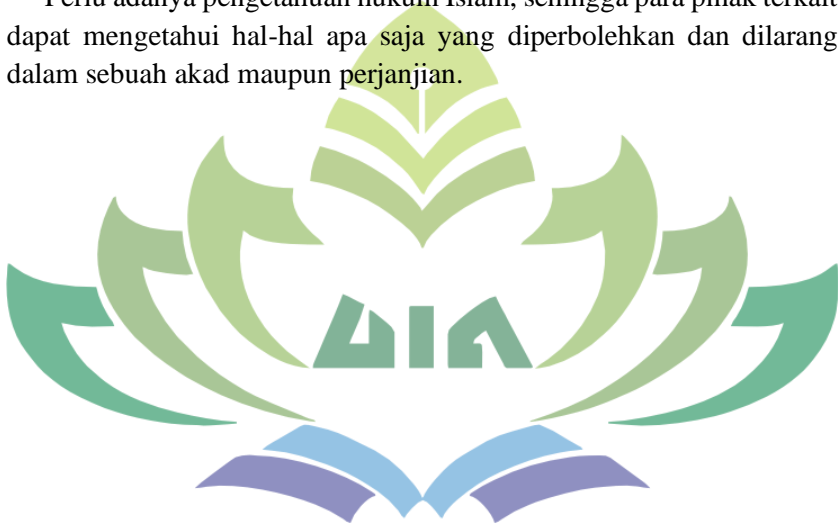 Perlu adanya pengetahuan hukum Islam, sehingga para pihak terkait
dapat mengetahui hal-hal apa saja yang diperbolehkan dan dilarang
dalam sebuah akad maupun perjanjian.
UIN